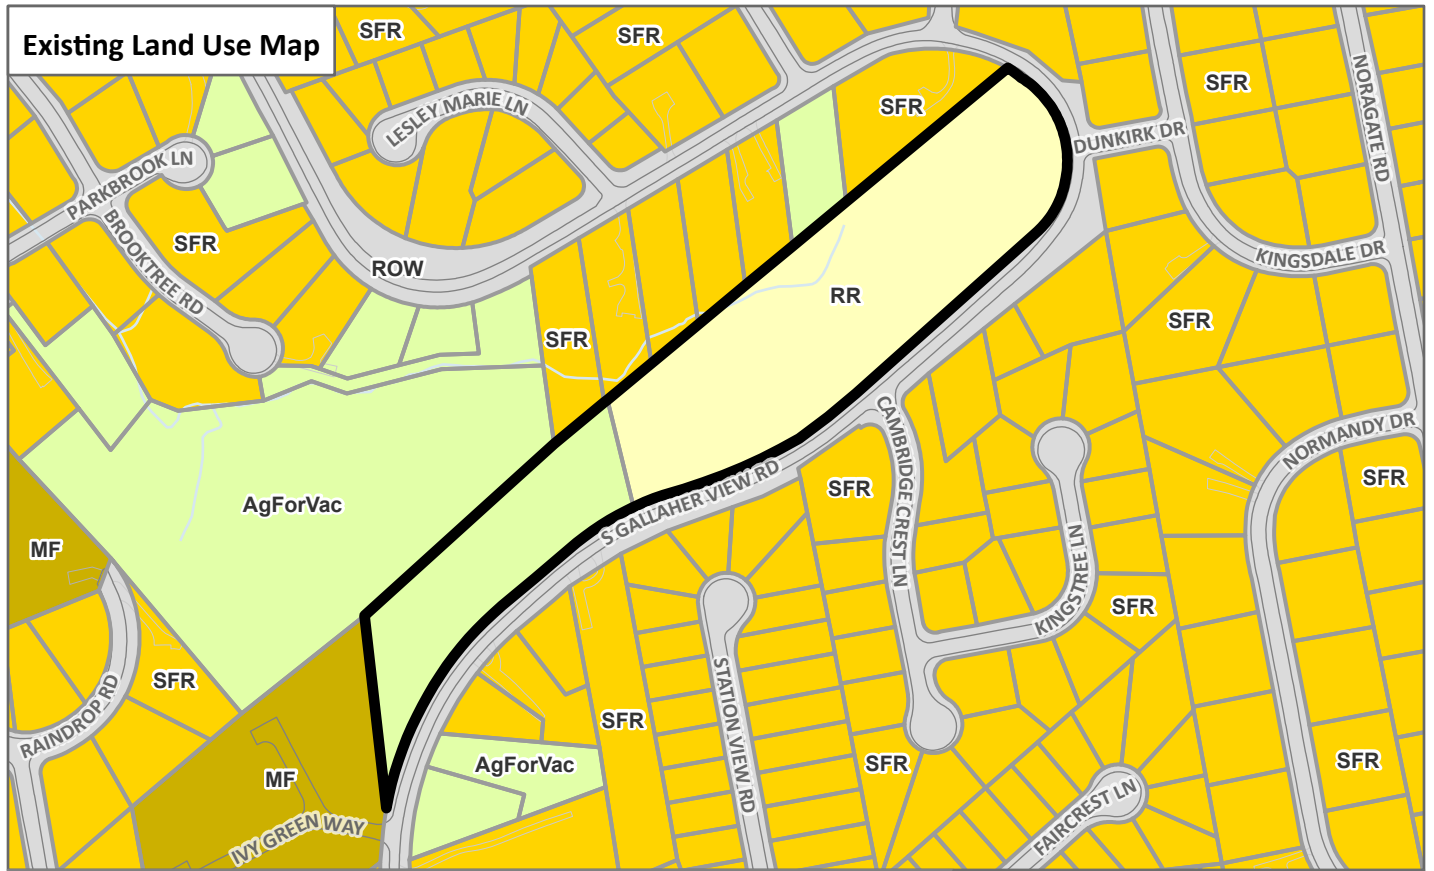 Existing Land Use Map
SFR
SFR
LESLEY MARIE LN
SFR
SFR
NORAGATE RD
DUNKIRK DR
PARKBROOK LN
BROOKTREE RD
SFR
ROW
KINGSDALE DR
RR
SFR
SFR
CAMBRIDGE CREST LN
NORMANDY DR
SFR
SFR
S GALLAHER VIEW RD
AgForVac
MF
KINGSTREE LN
SFR
SFR
RAINDROP RD
STATION VIEW RD
SFR
AgForVac
SFR
SFR
MF
IVY GREEN WAY
FAIRCREST LN